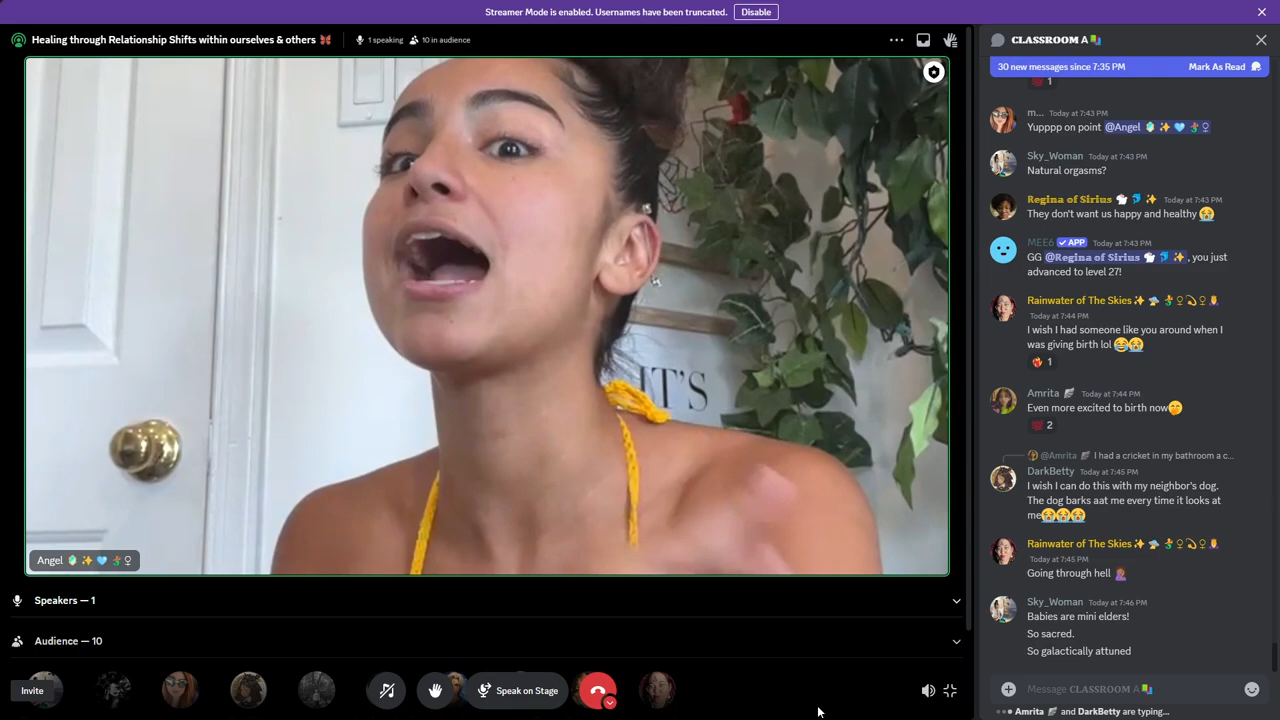 Streamer Mode is enabled. Usernames have been truncated. Disable
Healing through Relationship Shifts within ourselves & others 🦋
1 speaking 10 in audience
IT'S
Angel
Speakers — 1
Audience — 10
Invite
Speak on Stage
CLASSROOM A
30 new messages since 7:35 PM Mark As Read
1
m... Today at 7:43 PM
Yupppp on point @Angel
Sky_Woman Today at 7:43 PM
Natural orgasms?
Regina of Sirius Today at 7:43 PM
They don't want us happy and healthy 😭
MEE6 ✓ APP Today at 7:43 PM
GG @Regina of Sirius, you just
advanced to level 27!
Rainwater of The Skies
Today at 7:44 PM
I wish I had someone like you around when I
was giving birth lol 😂😭
1
Amrita Today at 7:44 PM
Even more excited to birth now🤭
2
@Amrita I had a cricket in my bathroom a c...
DarkBetty Today at 7:45 PM
I wish I can do this with my neighbor's dog.
The dog barks aat me every time it looks at
me😭😭😭
Rainwater of The Skies
Today at 7:45 PM
Going through hell
Sky_Woman Today at 7:46 PM
Babies are mini elders!
So sacred.
So galactically attuned
Message CLASSROOM A
Amrita and DarkBetty are typing...